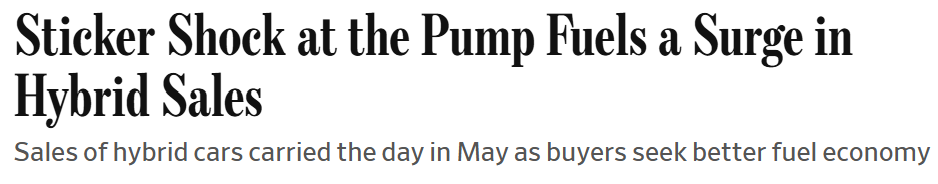 Sticker Shock at the Pump Fuels a Surge in
Hybrid Sales
Sales of hybrid cars carried the day in May as buyers seek better fuel economy